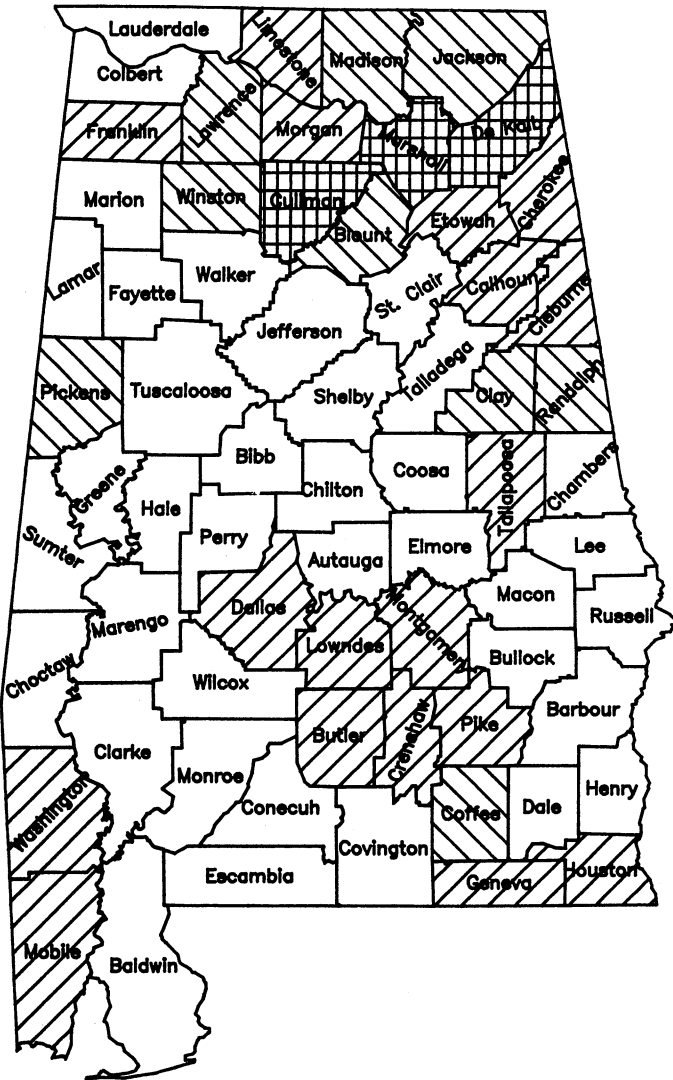 Lauderdale
Limestone
Madison
Jackson
Colbert
Lawrence
Franklin
Morgan
Marshall
De Kalb
Marion
Winston
Cullman
Cherokee
Blount
Etowah
Lamar
Fayette
Walker
St. Clair
Calhoun
Cleburne
Jefferson
Talladega
Pickens
Tuscaloosa
Shelby
Clay
Randolph
Bibb
Coosa
Tallapoosa
Chambers
Greene
Hale
Chilton
Sumter
Perry
Autauga
Elmore
Lee
Dallas
Montgomery
Macon
Russell
Marengo
Lowndes
Bullock
Choctaw
Wilcox
Barbour
Clarke
Butler
Crenshaw
Pike
Monroe
Conecuh
Henry
Washington
Coffee
Dale
Covington
Escambia
Geneva
Houston
Mobile
Baldwin